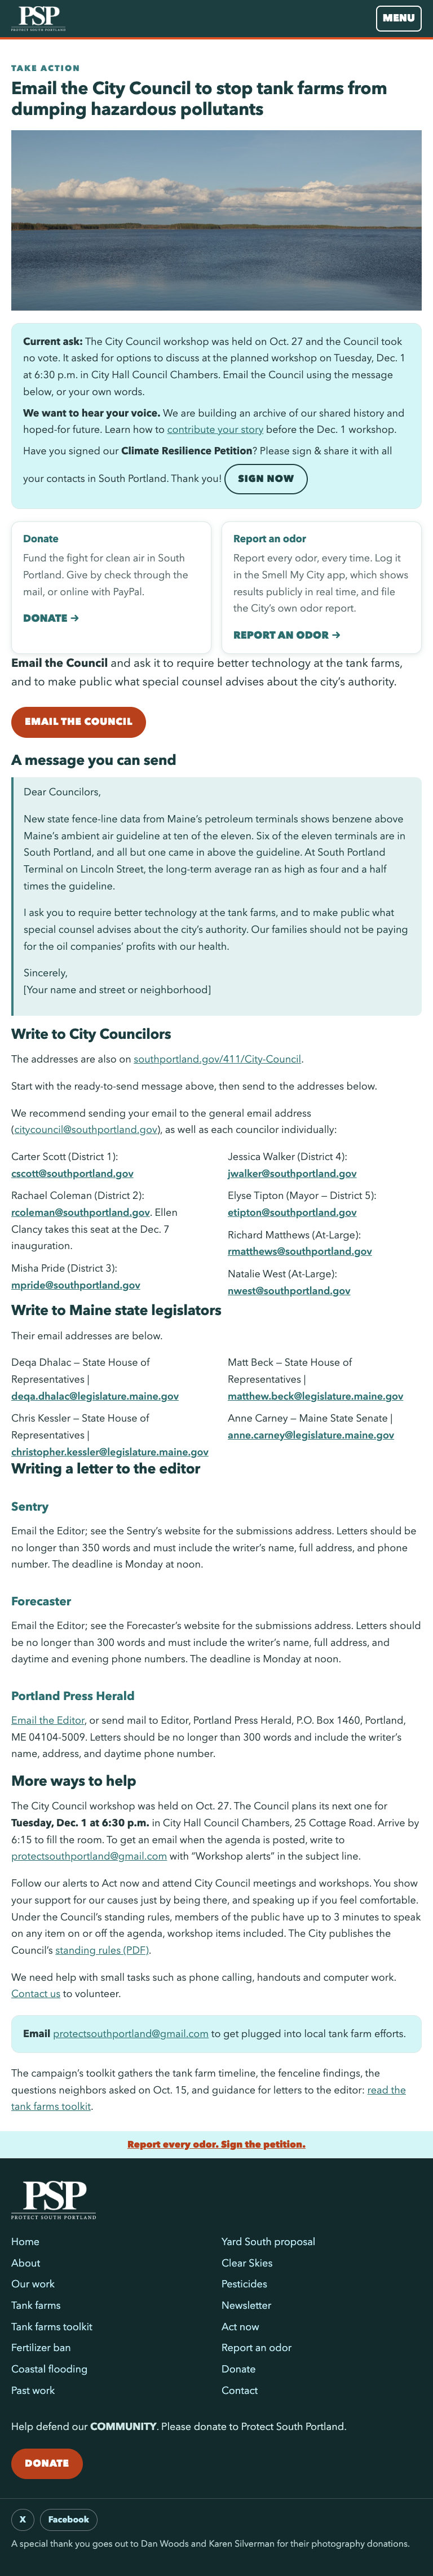 PSP
PROTECT SOUTH PORTLAND
MENU
TAKE ACTION
Email the City Council to stop tank farms from
dumping hazardous pollutants
Current ask: The City Council workshop was held on Oct. 27 and the Council took
no vote. It asked for options to discuss at the planned workshop on Tuesday, Dec. 1
at 6:30 p.m. in City Hall Council Chambers. Email the City Council using the message
below, or your own words.
We want to hear your voice. We are building an archive of our shared history and
hoped-for future. Learn how to contribute your story before the Dec. 1 workshop.
Have you signed our Climate Resilience Petition? Please sign & share it with all
your contacts in South Portland. Thank you! SIGN NOW
Donate
Fund the fight for clean air in South
Portland. Give by check through the
mail, or online with PayPal.
DONATE →
Report an odor
Report every odor, every time. Log it
in the Smell My City app, which shows
results publicly in real time, and file
the City’s own odor report.
REPORT AN ODOR →
Email the Council and ask it to require better technology at the tank farms,
and to make public what special counsel advises about the city’s authority.
EMAIL THE COUNCIL
A message you can send
Dear Councilors,
New state fence-line data from Maine’s petroleum terminals shows benzene above
Maine’s ambient air guideline at ten of the eleven. Six of the eleven terminals are in
South Portland, and all but one came in above the guideline. At South Portland
Terminal on Lincoln Street, the long-term average ran as high as four and a half
times the guideline.
I ask you to require better technology at the tank farms, and to make public what
special counsel advises about the city’s authority. Our families should not be paying
for the oil companies’ profits with our health.
Sincerely,
[Your name and street or neighborhood]
Write to City Councilors
The addresses are also on southportland.gov/411/City-Council.
Start with the ready-to-send message above, then send to the addresses below.
We recommend sending your email to the general email address
(citycouncil@southportland.gov), as well as each councilor individually:
Carter Scott (District 1):
cscott@southportland.gov
Rachael Coleman (District 2):
rcoleman@southportland.gov. Ellen
Clancy takes this seat at the Dec. 7
inauguration.
Misha Pride (District 3):
mpride@southportland.gov
Jessica Walker (District 4):
jwalker@southportland.gov
Elyse Tipton (Mayor – District 5):
etipton@southportland.gov
Richard Matthews (At-Large):
rmatthews@southportland.gov
Natalie West (At-Large):
nwest@southportland.gov
Write to Maine state legislators
Their email addresses are below.
Deqa Dhalac – State House of
Representatives |
deqa.dhalac@legislature.maine.gov
Chris Kessler – State House of
Representatives |
christopher.kessler@legislature.maine.gov
Matt Beck – State House of
Representatives |
matthew.beck@legislature.maine.gov
Anne Carney – Maine State Senate |
anne.carney@legislature.maine.gov
Writing a letter to the editor
Sentry
Email the Editor; see the Sentry’s website for the submissions address. Letters should be
no longer than 350 words and must include the writer’s name, full address, and phone
number. The deadline is Monday at noon.
Forecaster
Email the Editor; see the Forecaster’s website for the submissions address. Letters should
be no longer than 300 words and must include the writer’s name, full address, and
daytime and evening phone numbers. The deadline is Monday at noon.
Portland Press Herald
Email the Editor, or send mail to Editor, Portland Press Herald, P.O. Box 1460, Portland,
ME 04104-5009. Letters should be no longer than 300 words and include the writer’s
name, address, and daytime phone number.
More ways to help
The City Council workshop was held on Oct. 27. The Council plans its next one for
Tuesday, Dec. 1 at 6:30 p.m. in City Hall Council Chambers, 25 Cottage Road. Arrive by
6:15 to fill the room. To get an email when the agenda is posted, write to
protectsouthportland@gmail.com with “Workshop alerts” in the subject line.
Follow our alerts to Act now and attend City Council meetings and workshops. You show
your support for our causes just by being there, and speaking up if you feel comfortable.
Under the Council’s standing rules, members of the public have up to 3 minutes to speak
on any item on or off the agenda, workshop items included. The City publishes the
Council’s standing rules (PDF).
We need help with small tasks such as phone calling, handouts and computer work.
Contact us to volunteer.
Email protectsouthportland@gmail.com to get plugged into local tank farm efforts.
The campaign’s toolkit gathers the tank farm timeline, the fenceline findings, the
questions neighbors asked on Oct. 15, and guidance for letters to the editor: read the
tank farms toolkit.
Report every odor. Sign the petition.
PSP
PROTECT SOUTH PORTLAND
Home
About
Our work
Tank farms
Tank farms toolkit
Fertilizer ban
Coastal flooding
Past work
Yard South proposal
Clear Skies
Pesticides
Newsletter
Act now
Report an odor
Donate
Contact
Help defend our COMMUNITY. Please donate to Protect South Portland.
DONATE
X
Facebook
A special thank you goes out to Dan Woods and Karen Silverman for their photography donations.